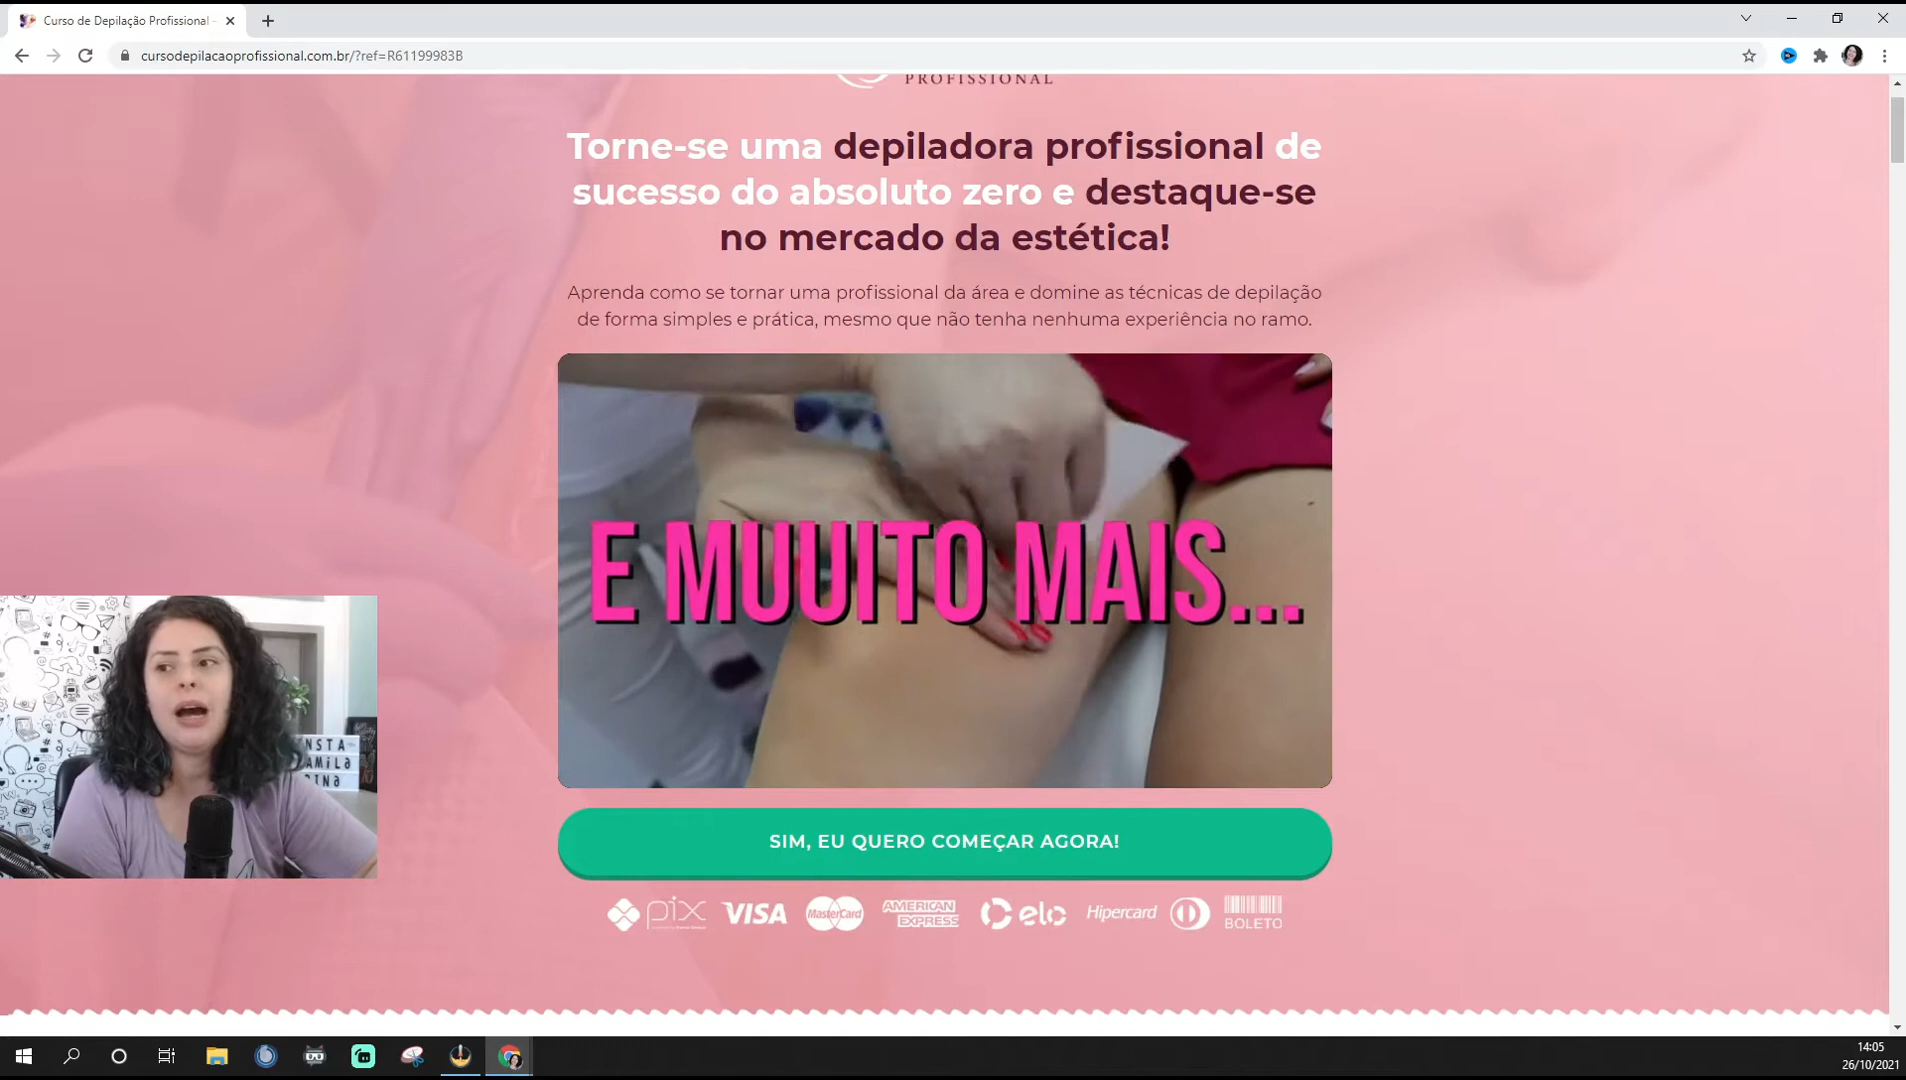 Curso de Depilação Profissional -
cursodepilacaoprofissional.com.br/?ref=R61199983B
PROFISSIONAL
Torne-se uma depiladora profissional de
sucesso do absoluto zero e destaque-se
no mercado da estética!
Aprenda como se tornar uma profissional da área e domine as técnicas de depilação
de forma simples e prática, mesmo que não tenha nenhuma experiência no ramo.
E MUUITO MAIS...
NSTA
AMILA
SIM, EU QUERO COMEÇAR AGORA!
pix VISA MasterCard AMERICAN EXPRESS elo Hipercard BOLETO
14:05
26/10/2021